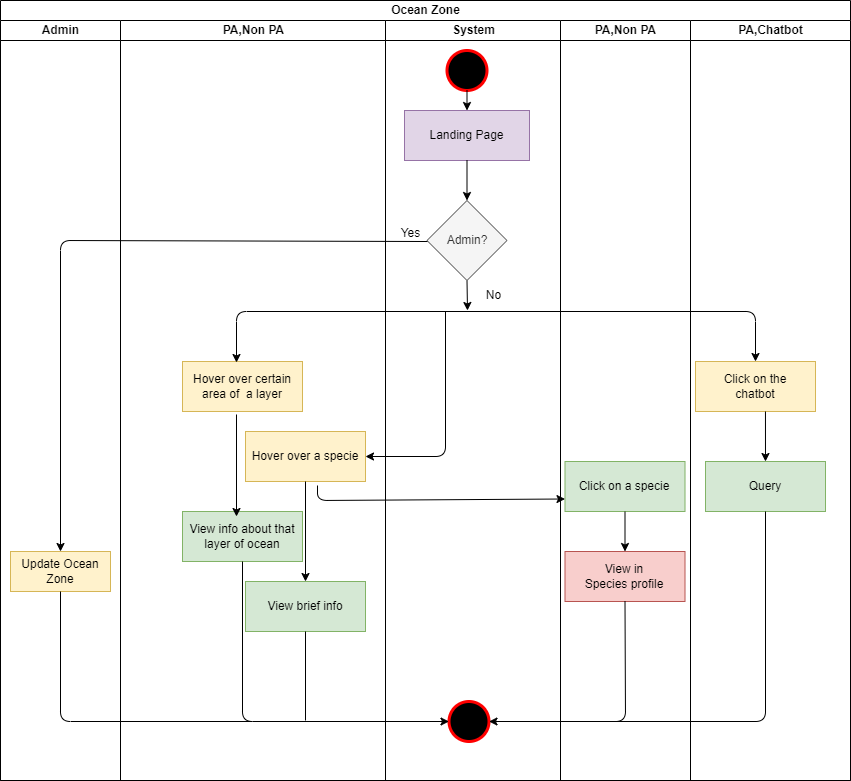 Ocean Zone
Admin
PA,Non PA
System
PA,Non PA
PA,Chatbot
Landing Page
Admin?
Yes
No
Hover over certain
area of a layer
Click on the
chatbot
Hover over a specie
Click on a specie
Query
View info about that
layer of ocean
Update Ocean
Zone
View in
Species profile
View brief info